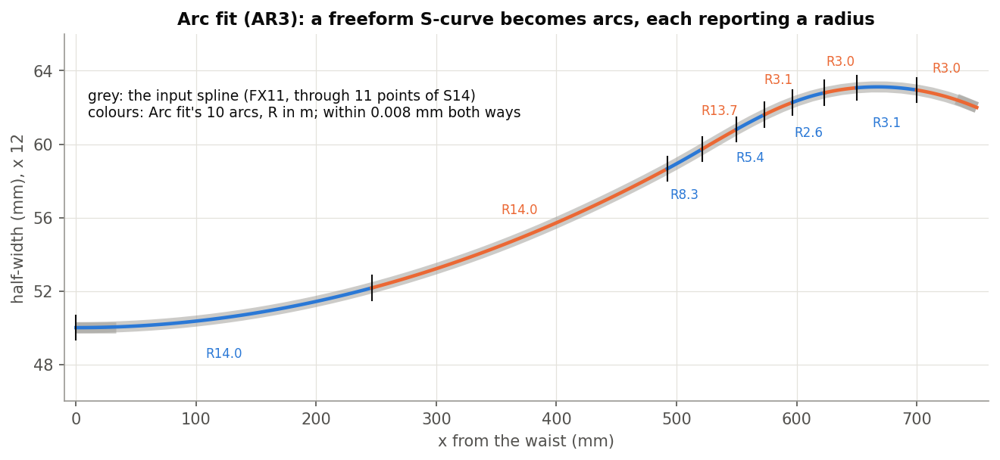 Arc fit (AR3): a freeform S-curve becomes arcs, each reporting a radius
grey: the input spline (FX11, through 11 points of S14)
colours: Arc fit's 10 arcs, R in m; within 0.008 mm both ways
half-width (mm), x 12
64
60
56
52
48
R14.0
R14.0
R8.3
R13.7
R5.4
R3.1
R2.6
R3.0
R3.1
R3.0
0
100
200
300
400
500
600
700
x from the waist (mm)